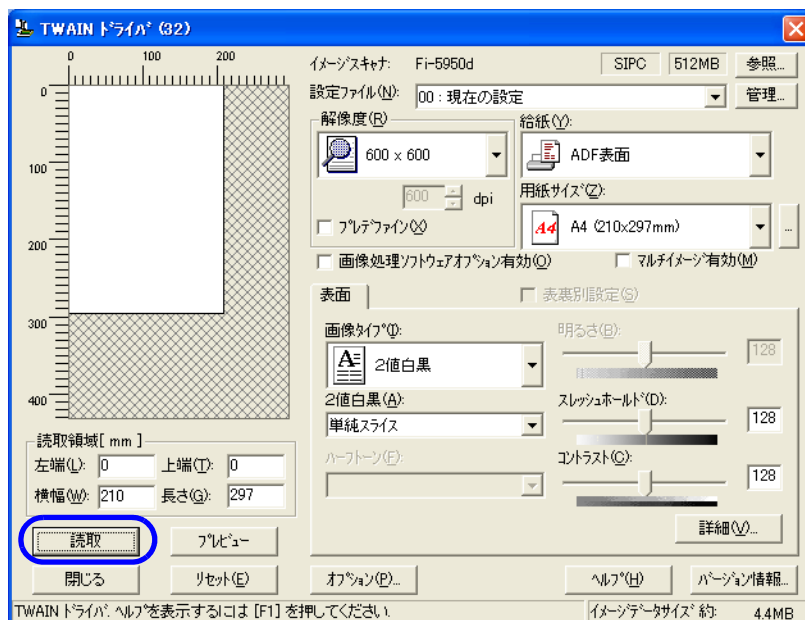 TWAIN ﾄﾞﾗｲﾊﾞ (32)
0 100 200
0
100
200
300
400
ｲﾒｰｼﾞｽｷｬﾅ: Fi-5950d SIPC 512MB 参照...
設定ファイル(N): 00 : 現在の設定 管理...
解像度(R)
600 x 600
600 dpi
ﾌﾟﾚﾃﾞﾌｧｲﾝ(X)
給紙(Y):
ADF表面
用紙ｻｲｽﾞ(Z):
A4 A4 (210x297mm) ...
画像処理ｿﾌﾄｳｪｱｵﾌﾟｼｮﾝ有効(O) ﾏﾙﾁｲﾒｰｼﾞ有効(M)
表面 表裏別設定(S)
画像ﾀｲﾌﾟ(I):
A 2値白黒
2値白黒(A):
単純ｽﾗｲｽ
ﾊｰﾌﾄｰﾝ(F):
明るさ(B):
128
ｽﾚｯｼｭﾎｰﾙﾄﾞ(D):
128
ｺﾝﾄﾗｽﾄ(C):
128
詳細(V)...
読取領域[ mm ]
左端(L): 0 上端(T): 0
横幅(W): 210 長さ(G): 297
読取 ﾌﾟﾚﾋﾞｭｰ
閉じる ﾘｾｯﾄ(E) ｵﾌﾟｼｮﾝ(P)... ﾍﾙﾌﾟ(H) ﾊﾞｰｼﾞｮﾝ情報...
TWAIN ﾄﾞﾗｲﾊﾞ. ﾍﾙﾌﾟを表示するには [F1] を押してください. ｲﾒｰｼﾞﾃﾞｰﾀｻｲｽﾞ 約: 4.4MB